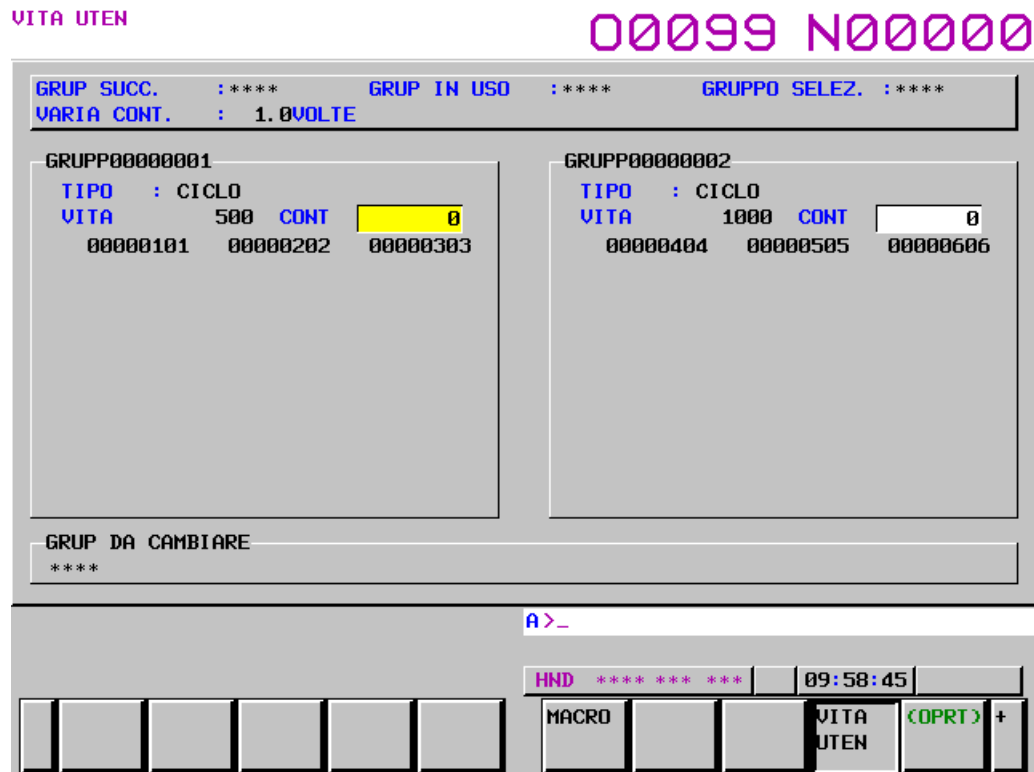 VITA UTEN
O0099 N00000
GRUP SUCC. :**** GRUP IN USO :**** GRUPPO SELEZ. :****
VARIA CONT. : 1.0VOLTE
GRUPP00000001
TIPO : CICLO
VITA 500 CONT 0
00000101 00000202 00000303
GRUPP00000002
TIPO : CICLO
VITA 1000 CONT 0
00000404 00000505 00000606
GRUP DA CAMBIARE
****
A>_
HND **** *** *** 09:58:45
MACRO VITA UTEN (OPRT) +